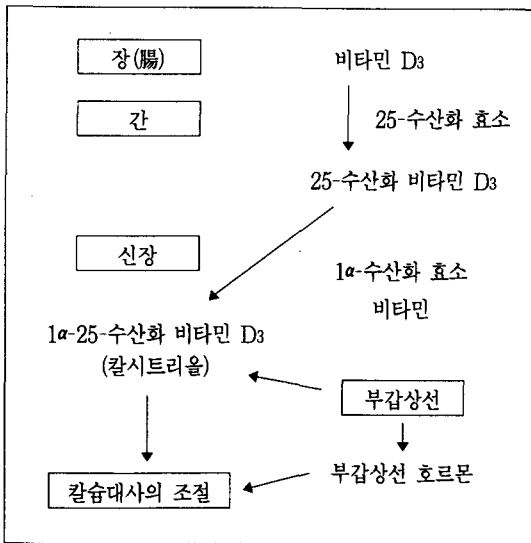 장(腸)
비타민 D3
간
25-수산화 효소
25-수산화 비타민 D3
신장
1α-수산화 효소
비타민
1α-25-수산화 비타민 D3
(칼시트리올)
부갑상선
부갑상선 호르몬
칼슘대사의 조절